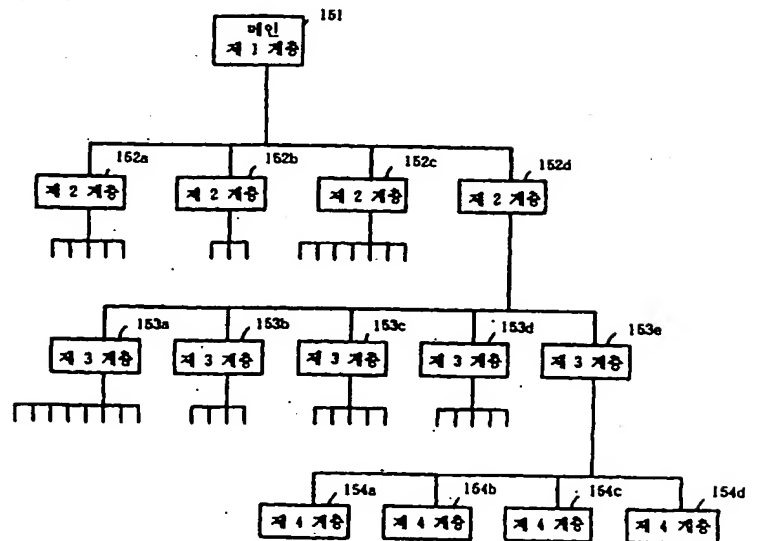 151
메인
제 1 계층
152a
152b
152c
152d
제 2 계층
제 2 계층
제 2 계층
제 2 계층
153a
153b
153c
153d
153e
제 3 계층
제 3 계층
제 3 계층
제 3 계층
제 3 계층
154a
154b
154c
154d
제 4 계층
제 4 계층
제 4 계층
제 4 계층